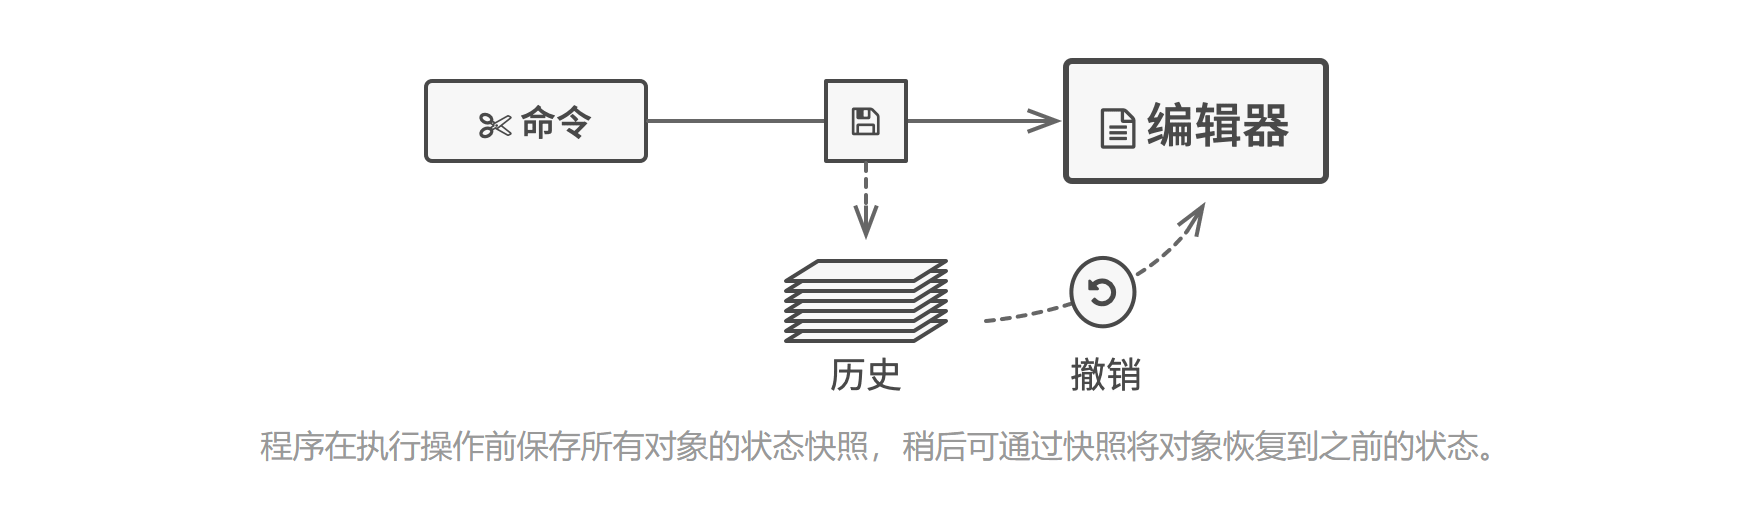 命令
编辑器
历史
撤销
程序在执行操作前保存所有对象的状态快照，稍后可通过快照将对象恢复到之前的状态。